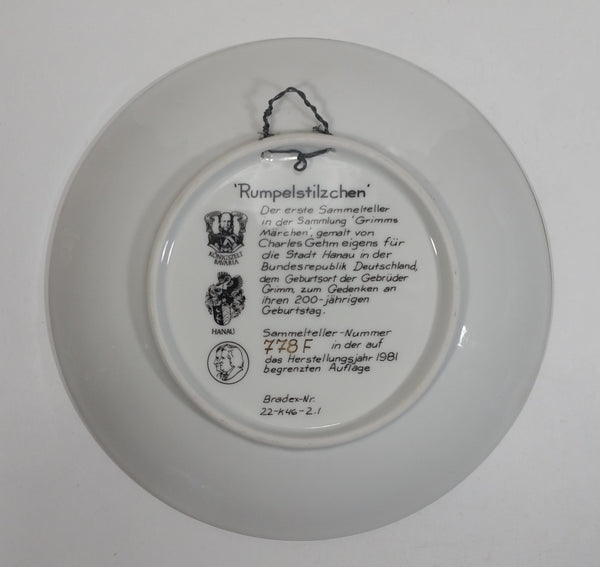 'Rumpelstilzchen'
Der erste Sammelteller
in der Sammlung 'Grimms
Märchen', gemalt von
Charles Gehm eigens für
die Stadt Hanau in der
Bundesrepublik Deutschland,
dem Geburtsort der Gebrüder
Grimm, zum Gedenken an
ihren 200-jährigen
Geburtstag.
KÖNIGSZELT
BAVARIA
HANAU
Sammelteller-Nummer
778 F in der auf
das Herstellungsjahr 1981
begrenzten Auflage
Bradex-Nr.
22-K46-2.1